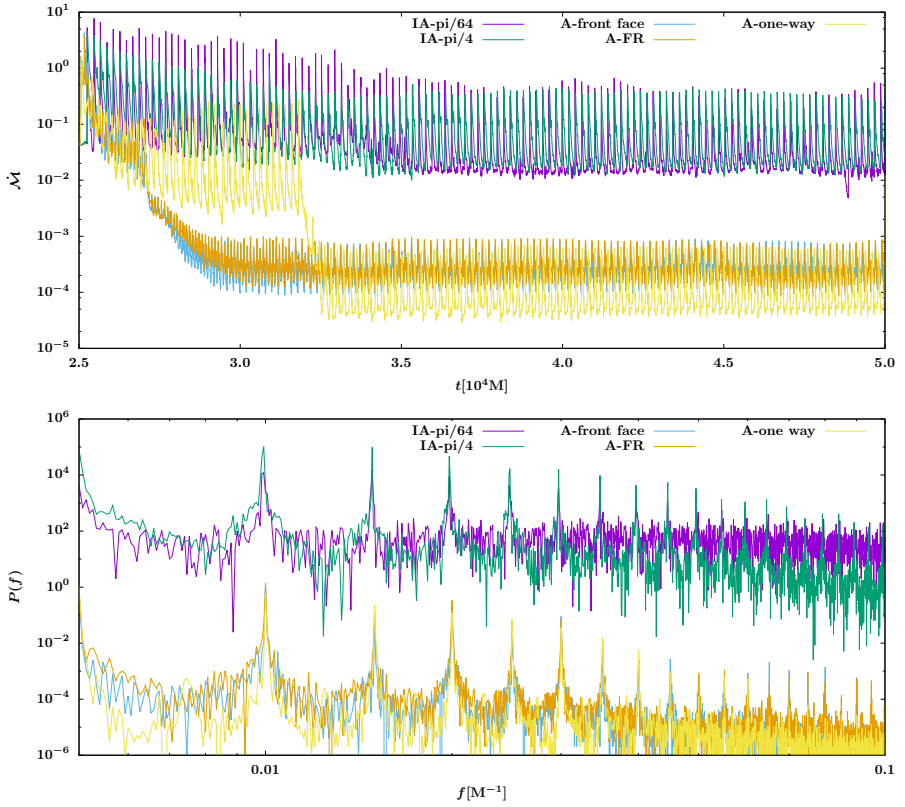 IA-pi/64 A-front face A-one-way
IA-pi/4 A-FR
10¹
10⁰
10⁻¹
10⁻²
10⁻³
10⁻⁴
10⁻⁵
Ṁ
2.5 3.0 3.5 4.0 4.5 5.0
t[10⁴M]
IA-pi/64 A-front face A-one way
IA-pi/4 A-FR
10⁶
10⁴
10²
10⁰
10⁻²
10⁻⁴
10⁻⁶
P(f)
0.01 0.1
f[M⁻¹]